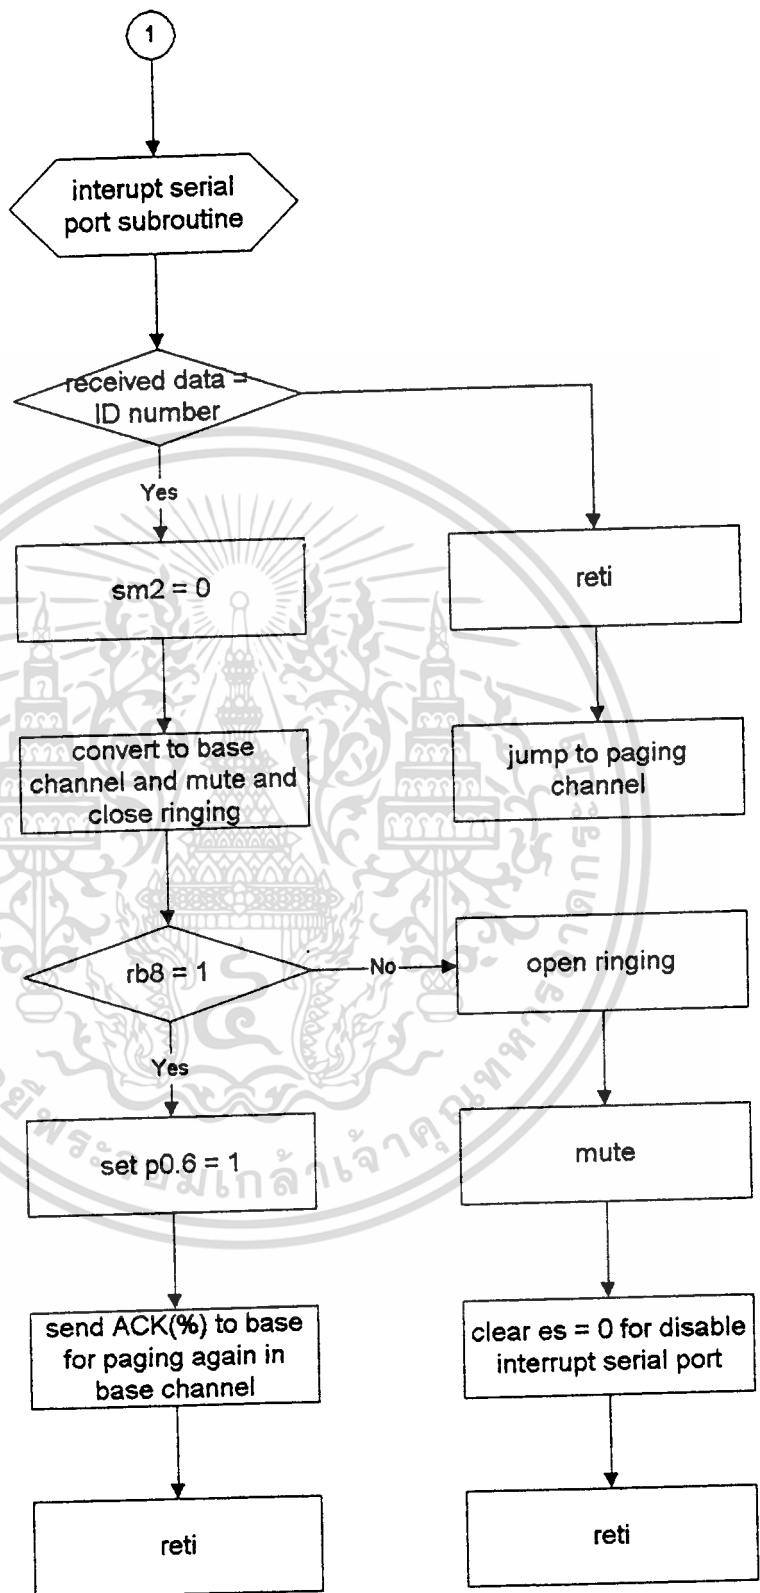 1
interupt serial
port subroutine
received data =
ID number
Yes
sm2 = 0
reti
convert to base
channel and mute and
close ringing
jump to paging
channel
rb8 = 1
No
open ringing
Yes
set p0.6 = 1
mute
send ACK(%) to base
for paging again in
base channel
clear es = 0 for disable
interrupt serial port
reti
reti